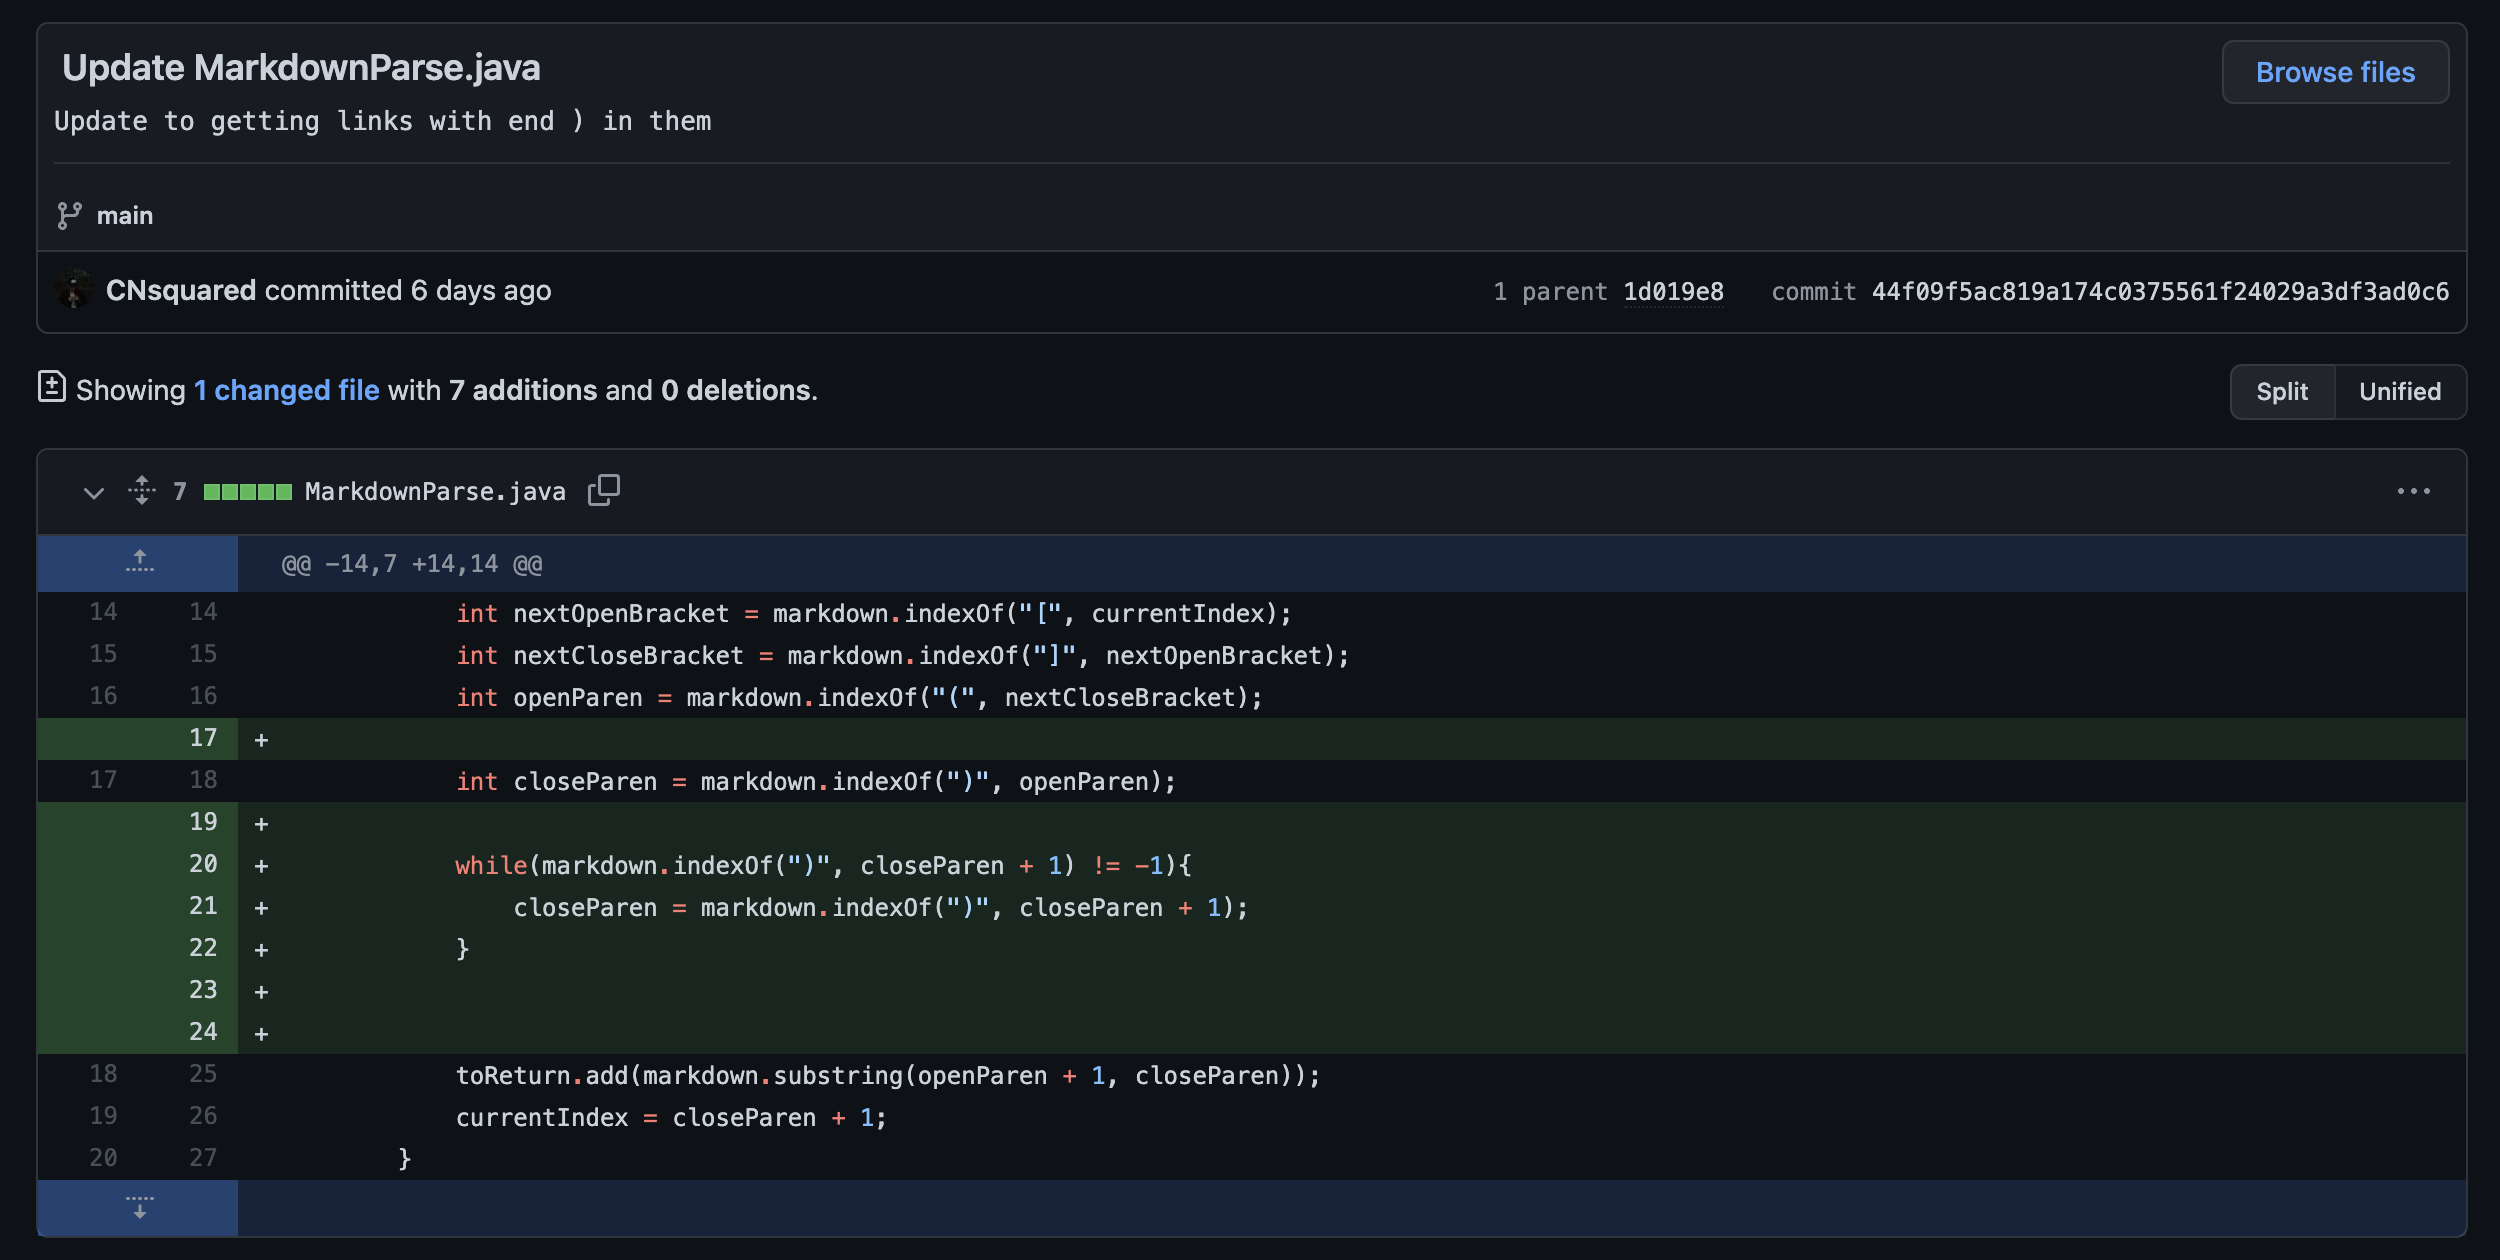 Update MarkdownParse.java
Browse files
Update to getting links with end ) in them
main
CNsquared committed 6 days ago
1 parent 1d019e8 commit 44f09f5ac819a174c0375561f24029a3df3ad0c6
Showing 1 changed file with 7 additions and 0 deletions.
Split Unified
7 MarkdownParse.java
@@ -14,7 +14,14 @@
14 14 int nextOpenBracket = markdown.indexOf("[", currentIndex);
15 15 int nextCloseBracket = markdown.indexOf("]", nextOpenBracket);
16 16 int openParen = markdown.indexOf("(", nextCloseBracket);
17 +
17 18 int closeParen = markdown.indexOf(")", openParen);
19 +
20 + while(markdown.indexOf(")", closeParen + 1) != -1){
21 + closeParen = markdown.indexOf(")", closeParen + 1);
22 + }
23 +
24 +
18 25 toReturn.add(markdown.substring(openParen + 1, closeParen));
19 26 currentIndex = closeParen + 1;
20 27 }